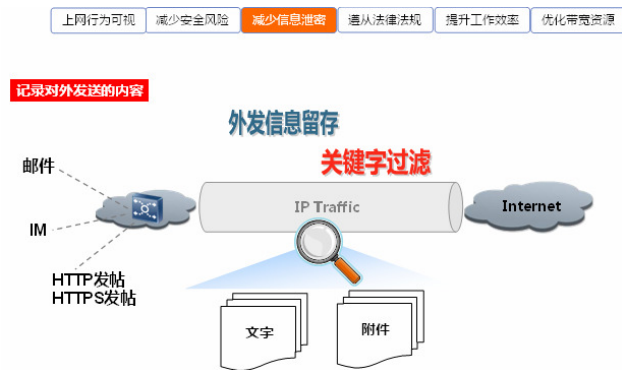 上网行为可视
减少安全风险
减少信息泄密
遵从法律法规
提升工作效率
优化带宽资源
记录对外发送的内容
外发信息留存
关键字过滤
邮件
IM
HTTP发帖
HTTPS发帖
IP Traffic
Internet
文字
附件